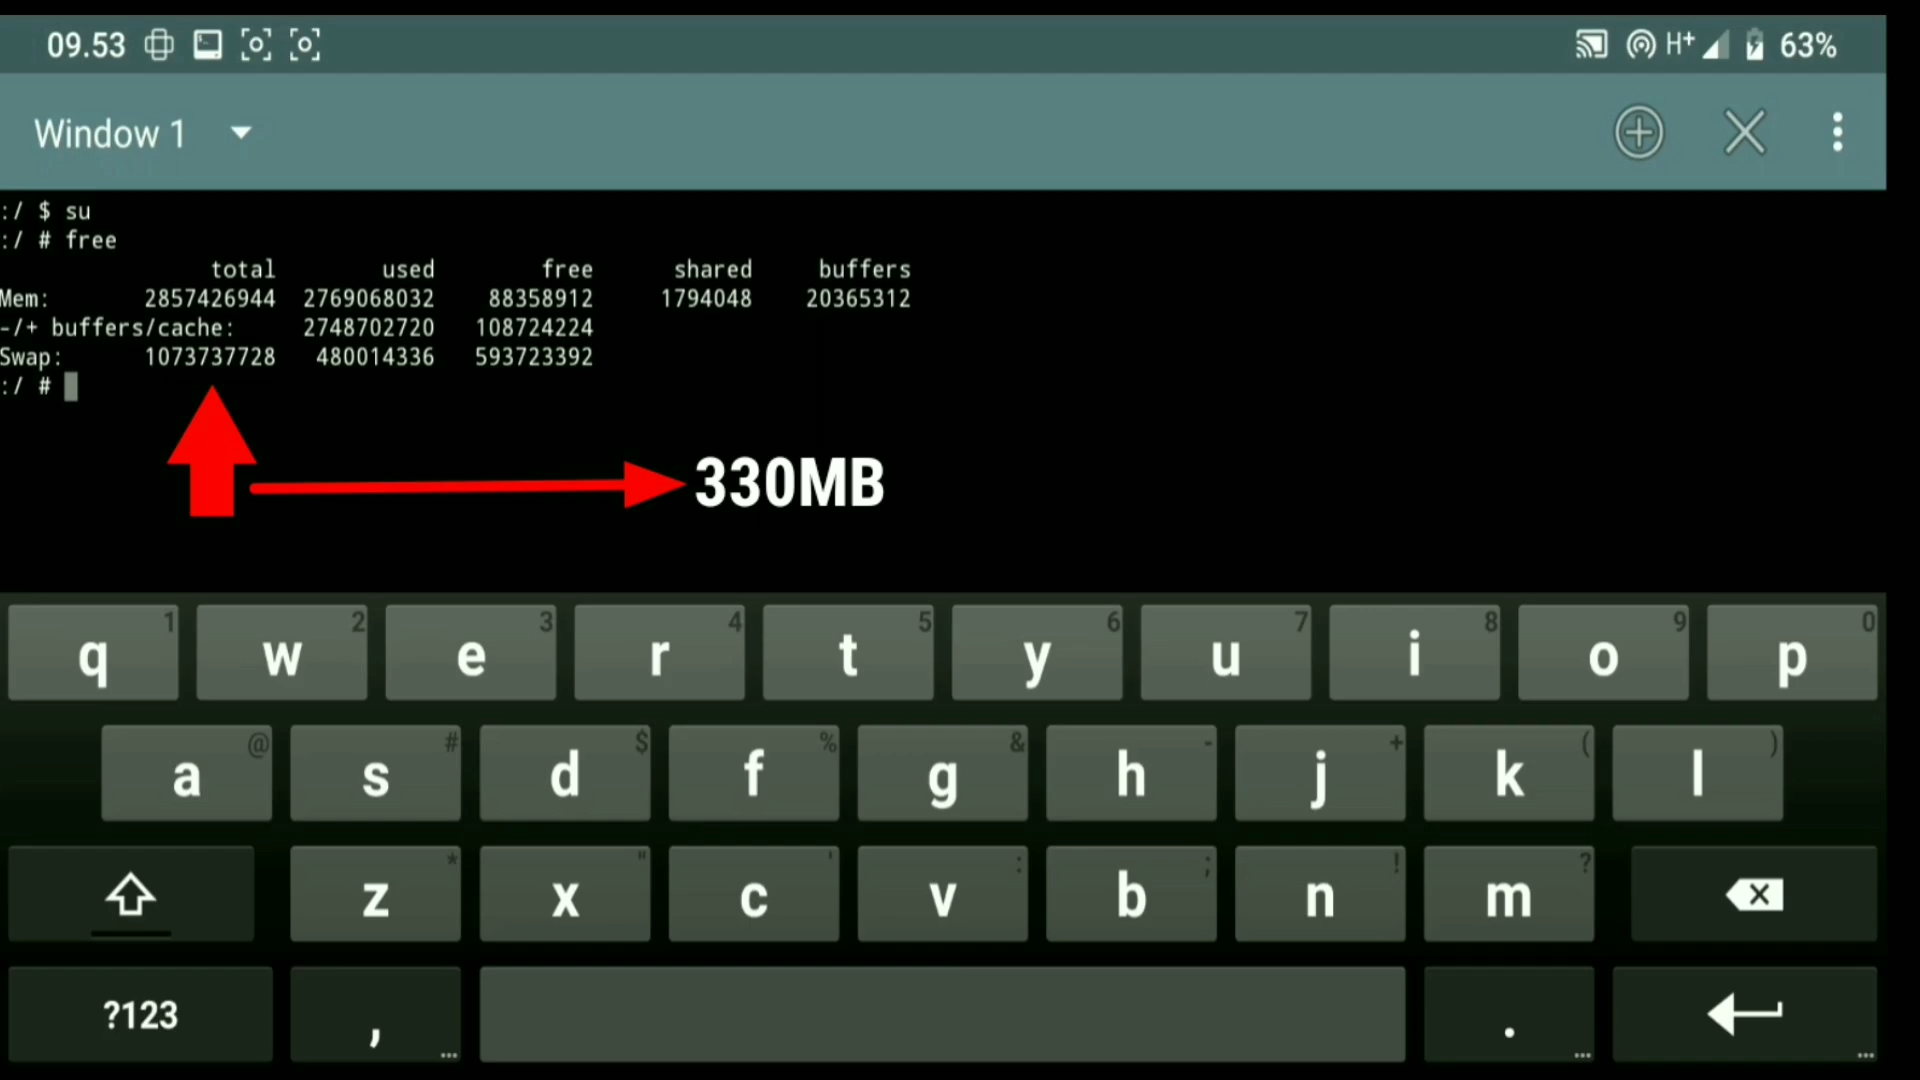 09.53 H+ 63%
Window 1
:/ $ su
:/ # free
total used free shared buffers
Mem: 2857426944 2769068032 88358912 1794048 20365312
-/+ buffers/cache: 2748702720 108724224
Swap: 1073737728 480014336 593723392
:/ #
330MB
1 2 3 4 5 6 7 8 9 0
q w e r t y u i o p
@ # $ % & - + ( )
a s d f g h j k l
* " ' : ; ! ?
z x c v b n m
?123 , .
... ... ...